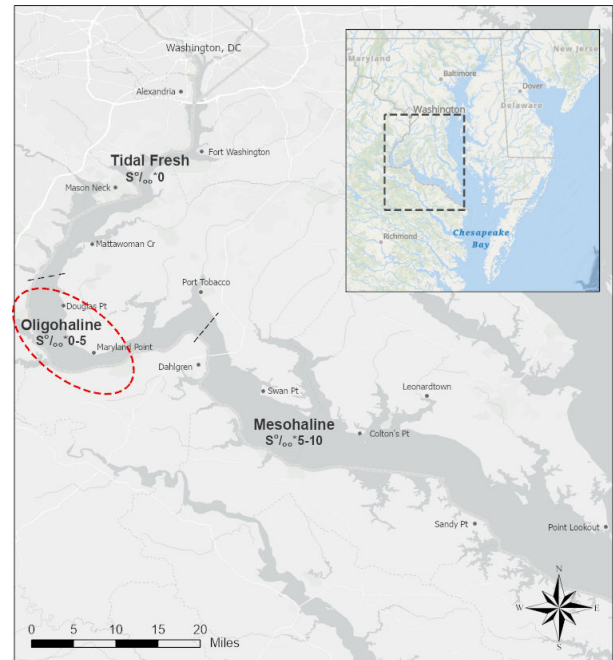 Washington, DC
Alexandria
Fort Washington
Tidal Fresh
S°/₀₀*0
Mason Neck
Mattawoman Cr
Port Tobacco
Douglas Pt
Oligohaline
S°/₀₀*0-5
Maryland Point
Dahlgren
Swan Pt
Leonardtown
Mesohaline
S°/₀₀*5-10
Colton's Pt
Sandy Pt
Point Lookout
0 5 10 15 20
Miles
N
W E
S
Maryland
New Jersey
Baltimore
Dover
Washington
Delaware
Richmond
Chesapeake
Bay